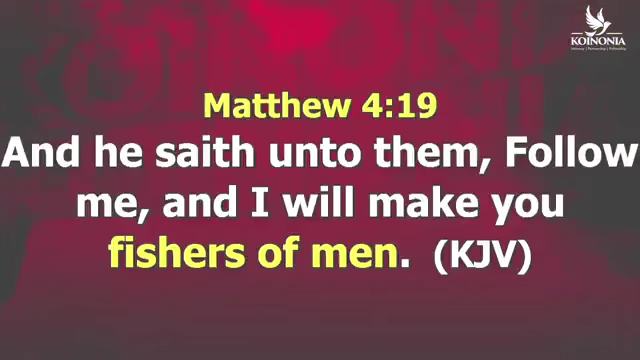 KOINONIA
Matthew 4:19
And he saith unto them, Follow
me, and I will make you
fishers of men. (KJV)